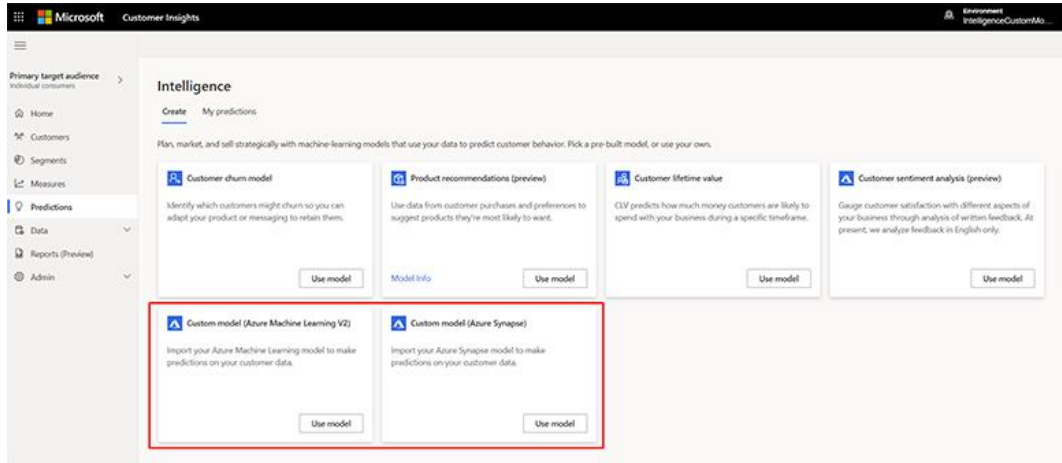 Microsoft Customer Insights
Environment
IntelligenceCustomMo...
Primary target audience
Individual consumers
Home
Customers
Segments
Measures
Predictions
Data
Reports (Preview)
Admin
Intelligence
Create My predictions
Plan, market, and sell strategically with machine-learning models that use your data to predict customer behavior. Pick a pre-built model, or use your own.
Customer churn model
Identify which customers might churn so you can
adapt your product or messaging to retain them.
Use model
Product recommendations (preview)
Use data from customer purchases and preferences to
suggest products they're most likely to want.
Model Info Use model
Customer lifetime value
CLV predicts how much money customers are likely to
spend with your business during a specific timeframe.
Use model
Customer sentiment analysis (preview)
Gauge customer satisfaction with different aspects of
your business through analysis of written feedback. At
present, we analyze feedback in English only.
Use model
Custom model (Azure Machine Learning V2)
Import your Azure Machine Learning model to make
predictions on your customer data.
Use model
Custom model (Azure Synapse)
Import your Azure Synapse model to make
predictions on your customer data.
Use model